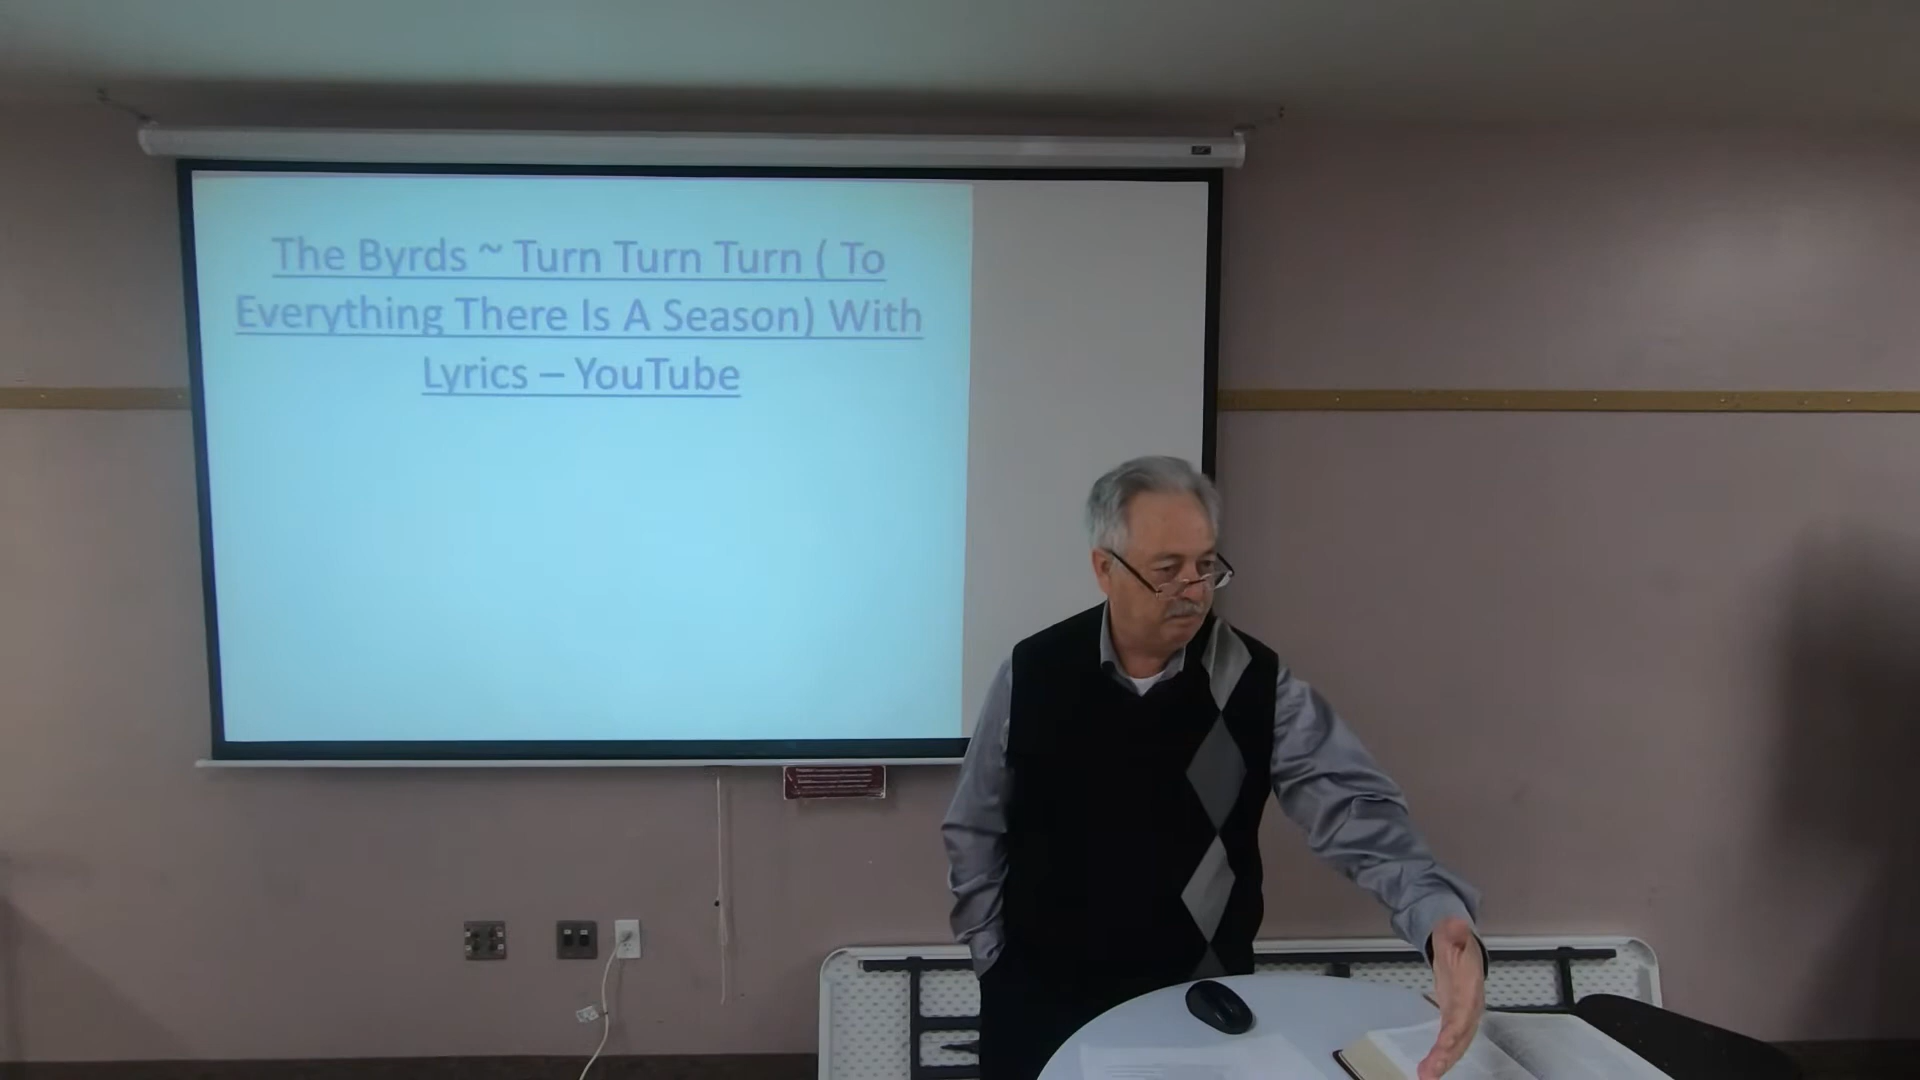 The Byrds ~ Turn Turn Turn ( To
Everything There Is A Season) With
Lyrics – YouTube